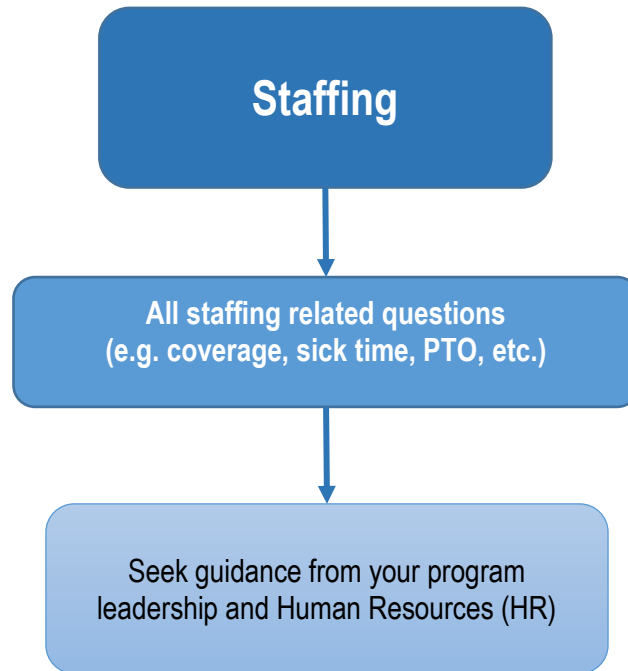 Staffing
All staffing related questions
(e.g. coverage, sick time, PTO, etc.)
Seek guidance from your program
leadership and Human Resources (HR)